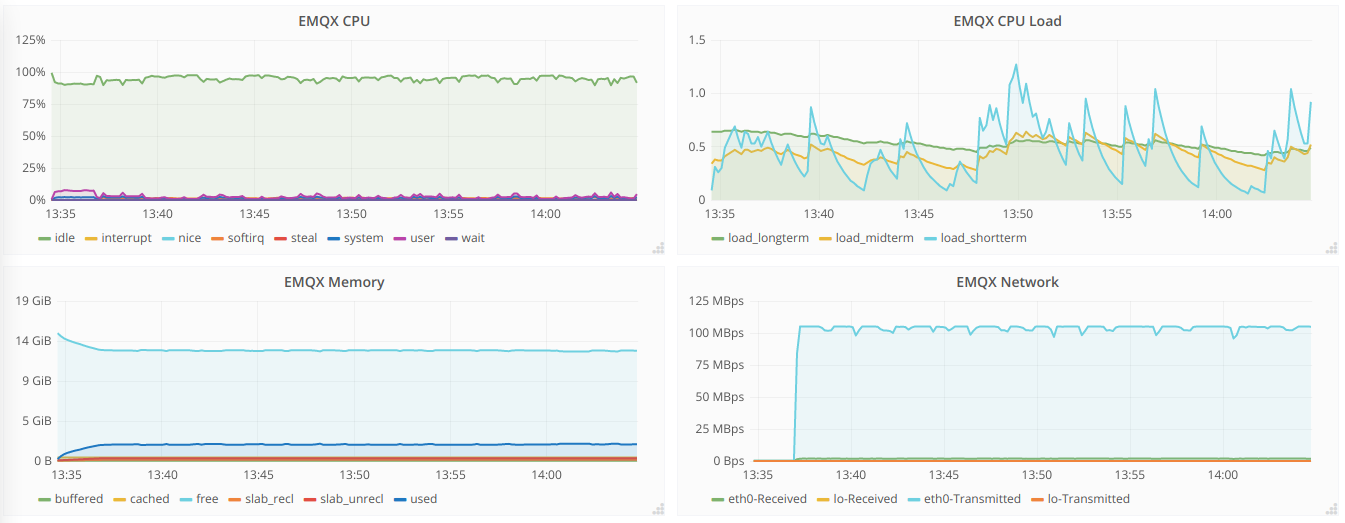 EMQX CPU
125%
100%
75%
50%
25%
0%
13:35 13:40 13:45 13:50 13:55 14:00
idle interrupt nice softirq steal system user wait
EMQX CPU Load
1.5
1.0
0.5
0
13:35 13:40 13:45 13:50 13:55 14:00
load_longterm load_midterm load_shortterm
EMQX Memory
19 GiB
14 GiB
9 GiB
5 GiB
0 B
13:35 13:40 13:45 13:50 13:55 14:00
buffered cached free slab_recl slab_unrecl used
EMQX Network
125 MBps
100 MBps
75 MBps
50 MBps
25 MBps
0 Bps
13:35 13:40 13:45 13:50 13:55 14:00
eth0-Received lo-Received eth0-Transmitted lo-Transmitted